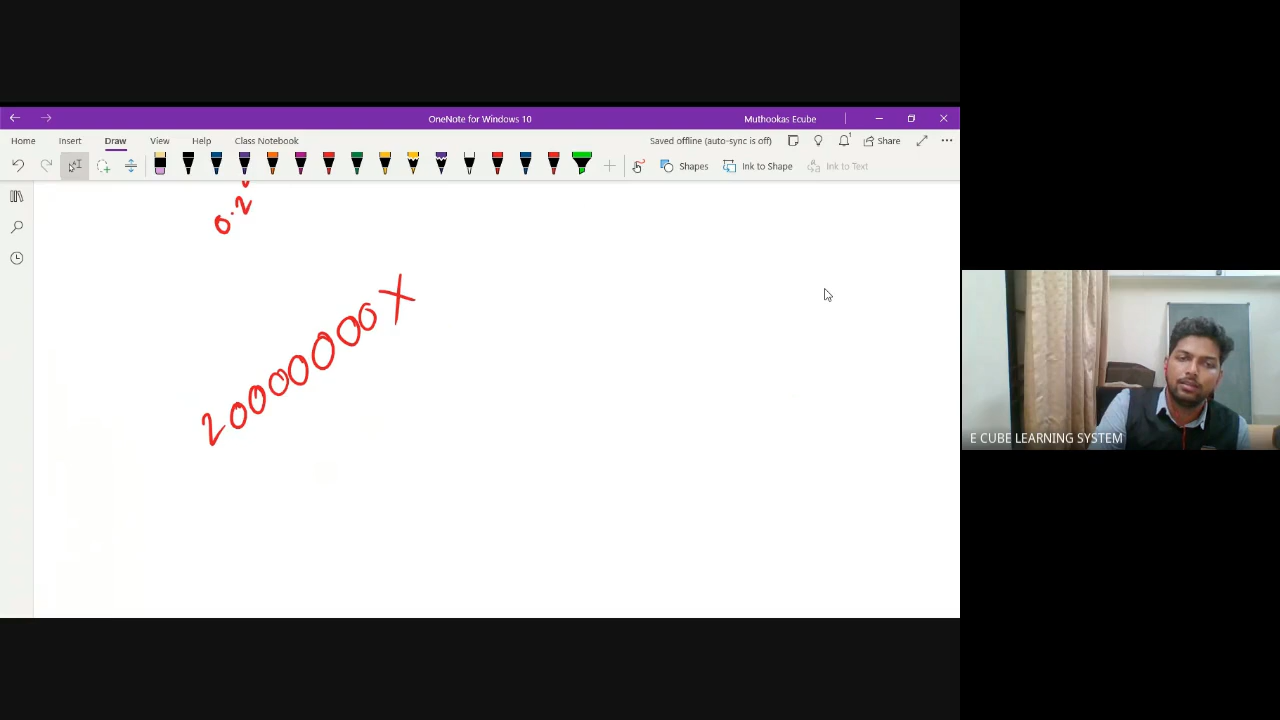 OneNote for Windows 10
Muthookas Ecube
Home Insert Draw View Help Class Notebook
Saved offline (auto-sync is off)
Share
Shapes
Ink to Shape
Ink to Text
0.2
20000000X
E CUBE LEARNING SYSTEM